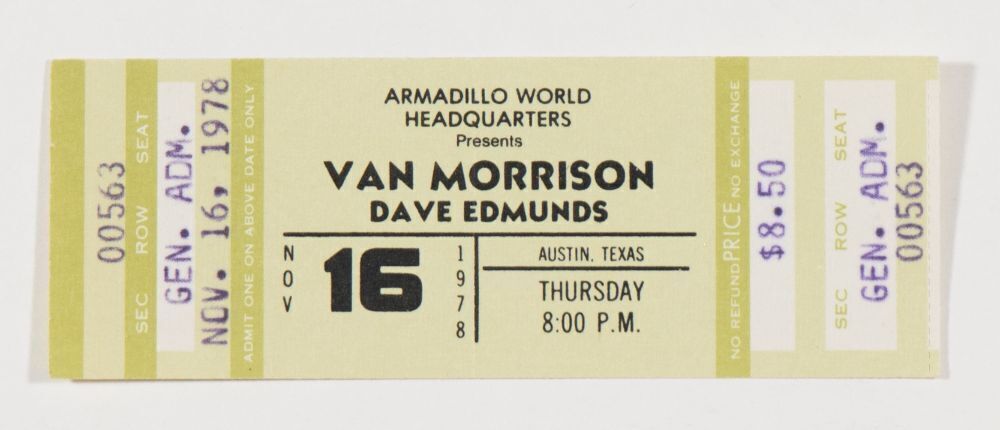 00563
SEC ROW SEAT
GEN. ADM.
NOV. 16, 1978
ADMIT ONE ON ABOVE DATE ONLY
ARMADILLO WORLD
HEADQUARTERS
Presents
VAN MORRISON
DAVE EDMUNDS
NOV
16
1978
AUSTIN, TEXAS
THURSDAY
8:00 P.M.
NO REFUND PRICE NO EXCHANGE
$8.50
SEC ROW SEAT
GEN. ADM.
00563